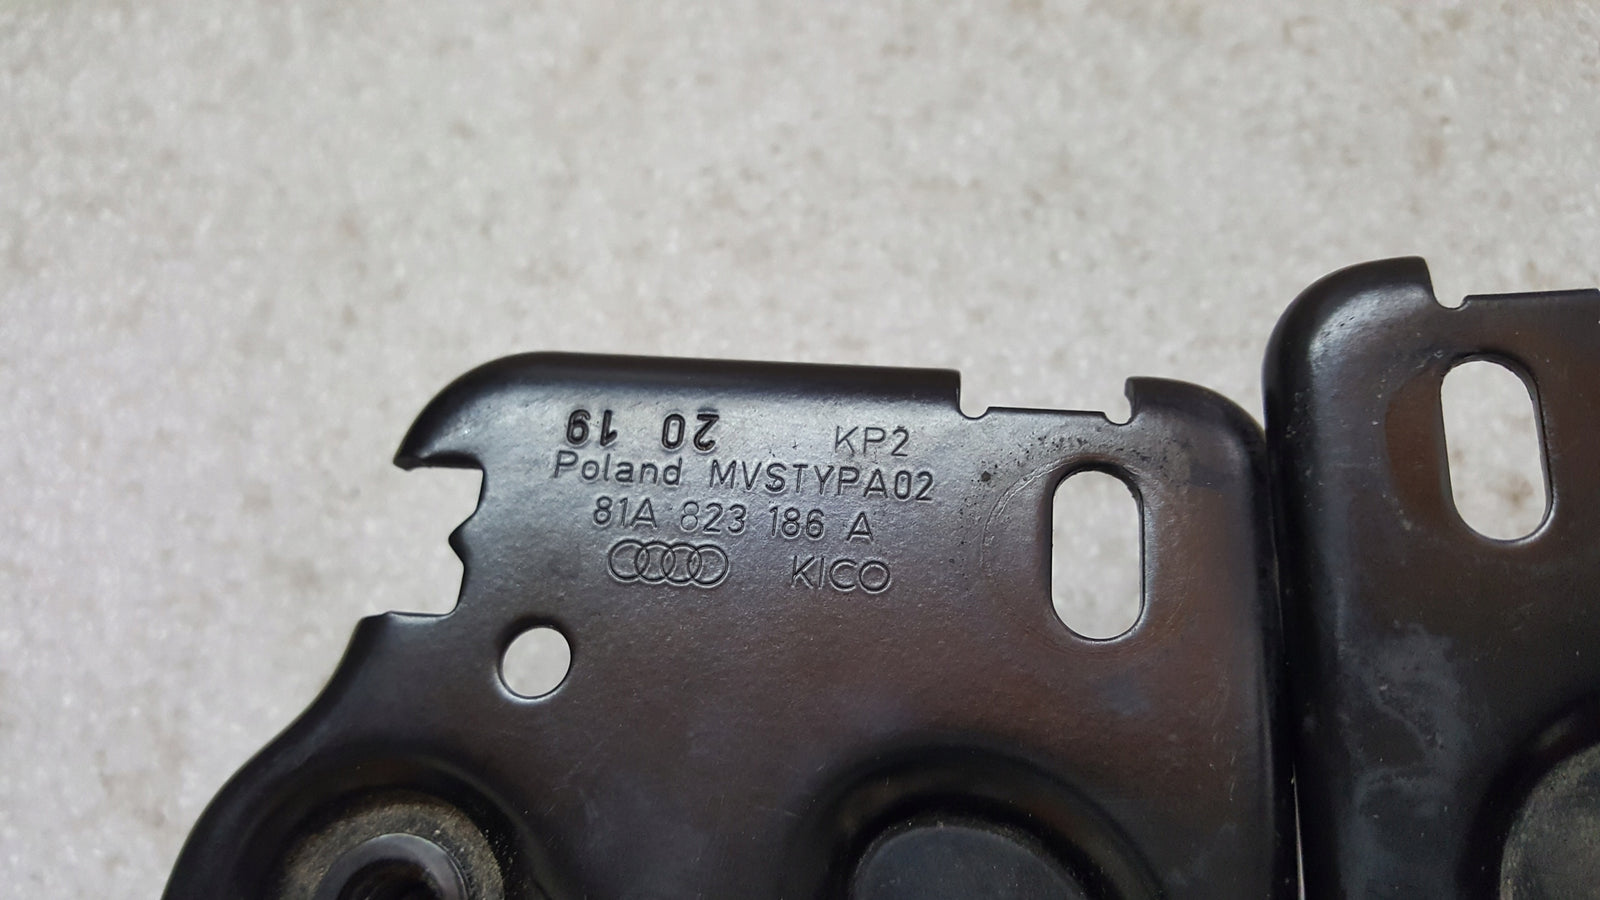 20 19
KP2
Poland MVSTYPA02
81A 823 186 A
KICO